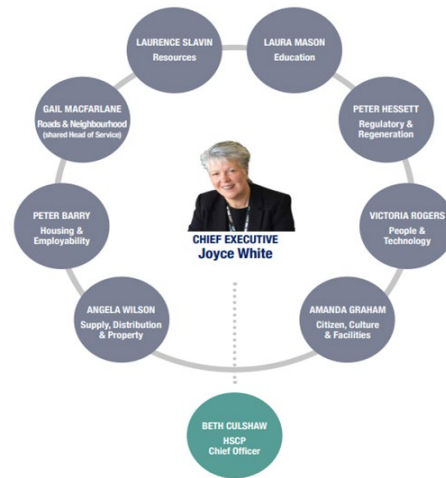 LAURENCE SLAVIN
Resources
LAURA MASON
Education
GAIL MACFARLANE
Roads & Neighbourhood
(shared Head of Service)
PETER HESSETT
Regulatory &
Regeneration
PETER BARRY
Housing &
Employability
CHIEF EXECUTIVE
Joyce White
VICTORIA ROGERS
People &
Technology
ANGELA WILSON
Supply, Distribution
& Property
AMANDA GRAHAM
Citizen, Culture
& Facilities
BETH CULSHAW
HSCP
Chief Officer